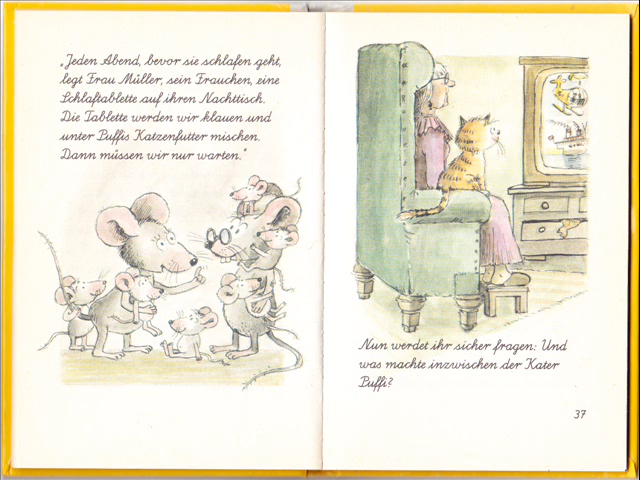 „Jeden Abend, bevor sie schlafen geht,
legt Frau Müller, sein Frauchen, eine
Schlaftablette auf ihren Nachttisch.
Die Tablette werden wir klauen und
unter Puffis Katzenfutter mischen.
Dann müssen wir nur warten.“
Nun werdet ihr sicher fragen: Und
was machte inzwischen der Kater
Puffi?
37